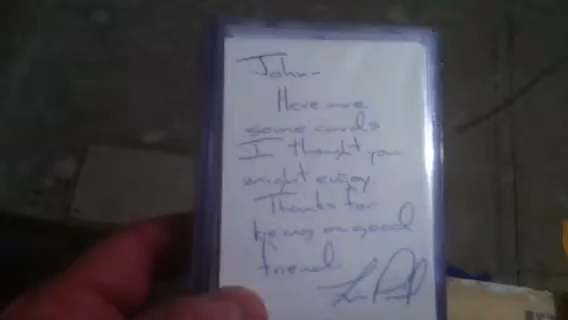 John-
Here are
some cards
I thought you
might enjoy.
Thanks for
being a good
friend